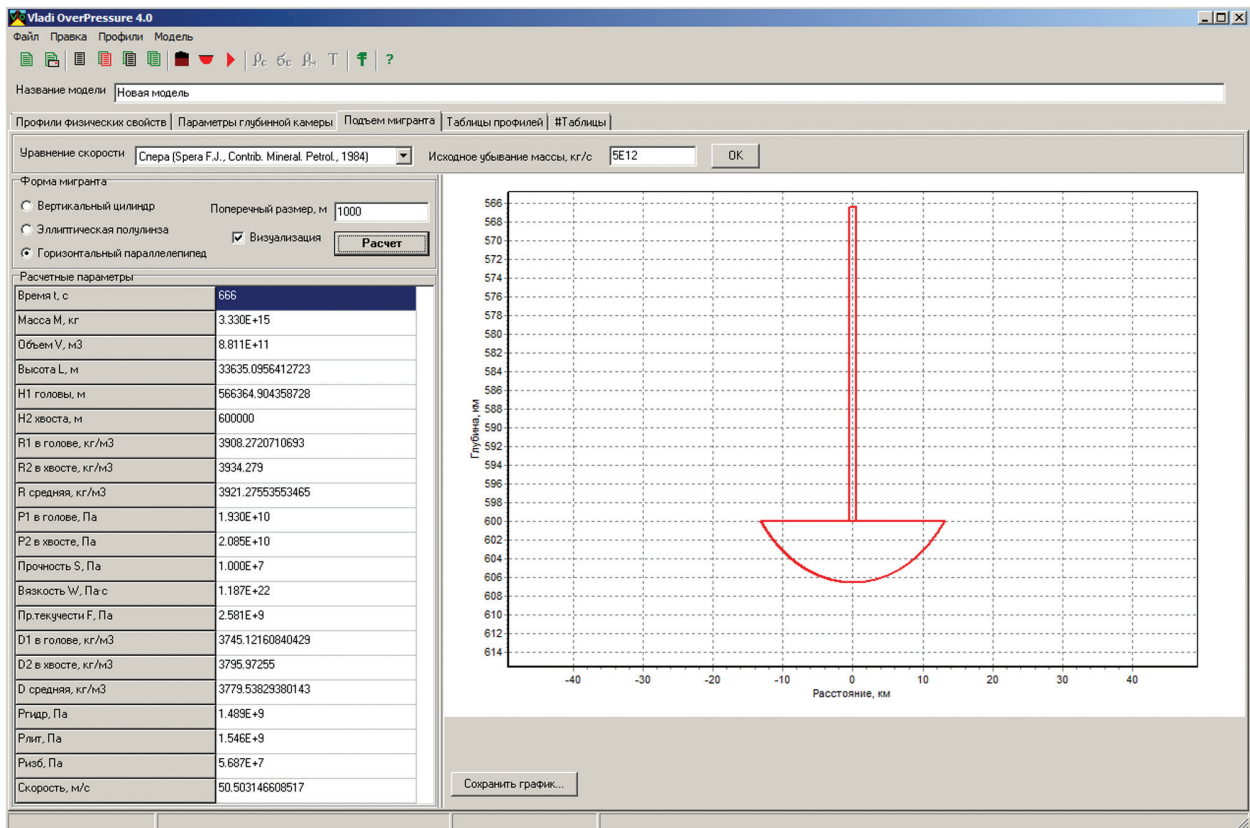 Vladi OverPressure 4.0
Файл Правка Профили Модель
ρс бс ρм T ?
Название модели Новая модель
Профили физических свойств Параметры глубинной камеры Подъем мигранта Таблицы профилей #Таблицы
Уравнение скорости Спера (Spera F.J., Contrib. Mineral. Petrol., 1984) Исходное убывание массы, кг/с 5E12 OK
Форма мигранта
Вертикальный цилиндр
Эллиптическая полулинза
Горизонтальный параллелепипед
Поперечный размер, м 1000
Визуализация Расчет
Расчетные параметры
Время t, с 666
Масса M, кг 3.330E+15
Объем V, м3 8.811E+11
Высота L, м 33635.0956412723
H1 головы, м 566364.904358728
H2 хвоста, м 600000
R1 в голове, кг/м3 3908.2720710693
R2 в хвосте, кг/м3 3934.279
R средняя, кг/м3 3921.27553553465
P1 в голове, Па 1.930E+10
P2 в хвосте, Па 2.085E+10
Прочность S, Па 1.000E+7
Вязкость W, Па·с 1.187E+22
Пр.текучести F, Па 2.581E+9
D1 в голове, кг/м3 3745.12160840429
D2 в хвосте, кг/м3 3795.97255
D средняя, кг/м3 3779.53829380143
Pгидр, Па 1.489E+9
Pлит, Па 1.546E+9
Pизб, Па 5.687E+7
Скорость, м/с 50.503146608517
Глубина, км
566
568
570
572
574
576
578
580
582
584
586
588
590
592
594
596
598
600
602
604
606
608
610
612
614
-40 -30 -20 -10 0 10 20 30 40
Расстояние, км
Сохранить график...